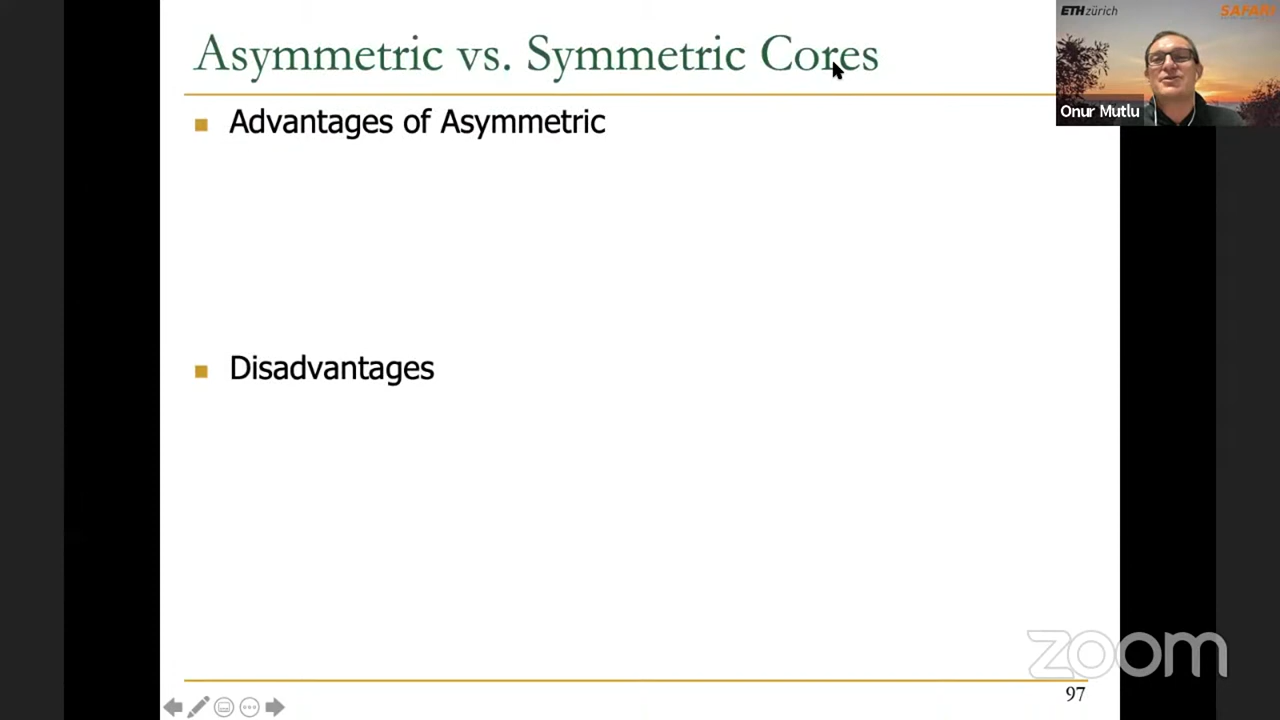 Asymmetric vs. Symmetric Cores
Advantages of Asymmetric
Disadvantages
97
ETH zürich
SAFARI
Onur Mutlu
zoom